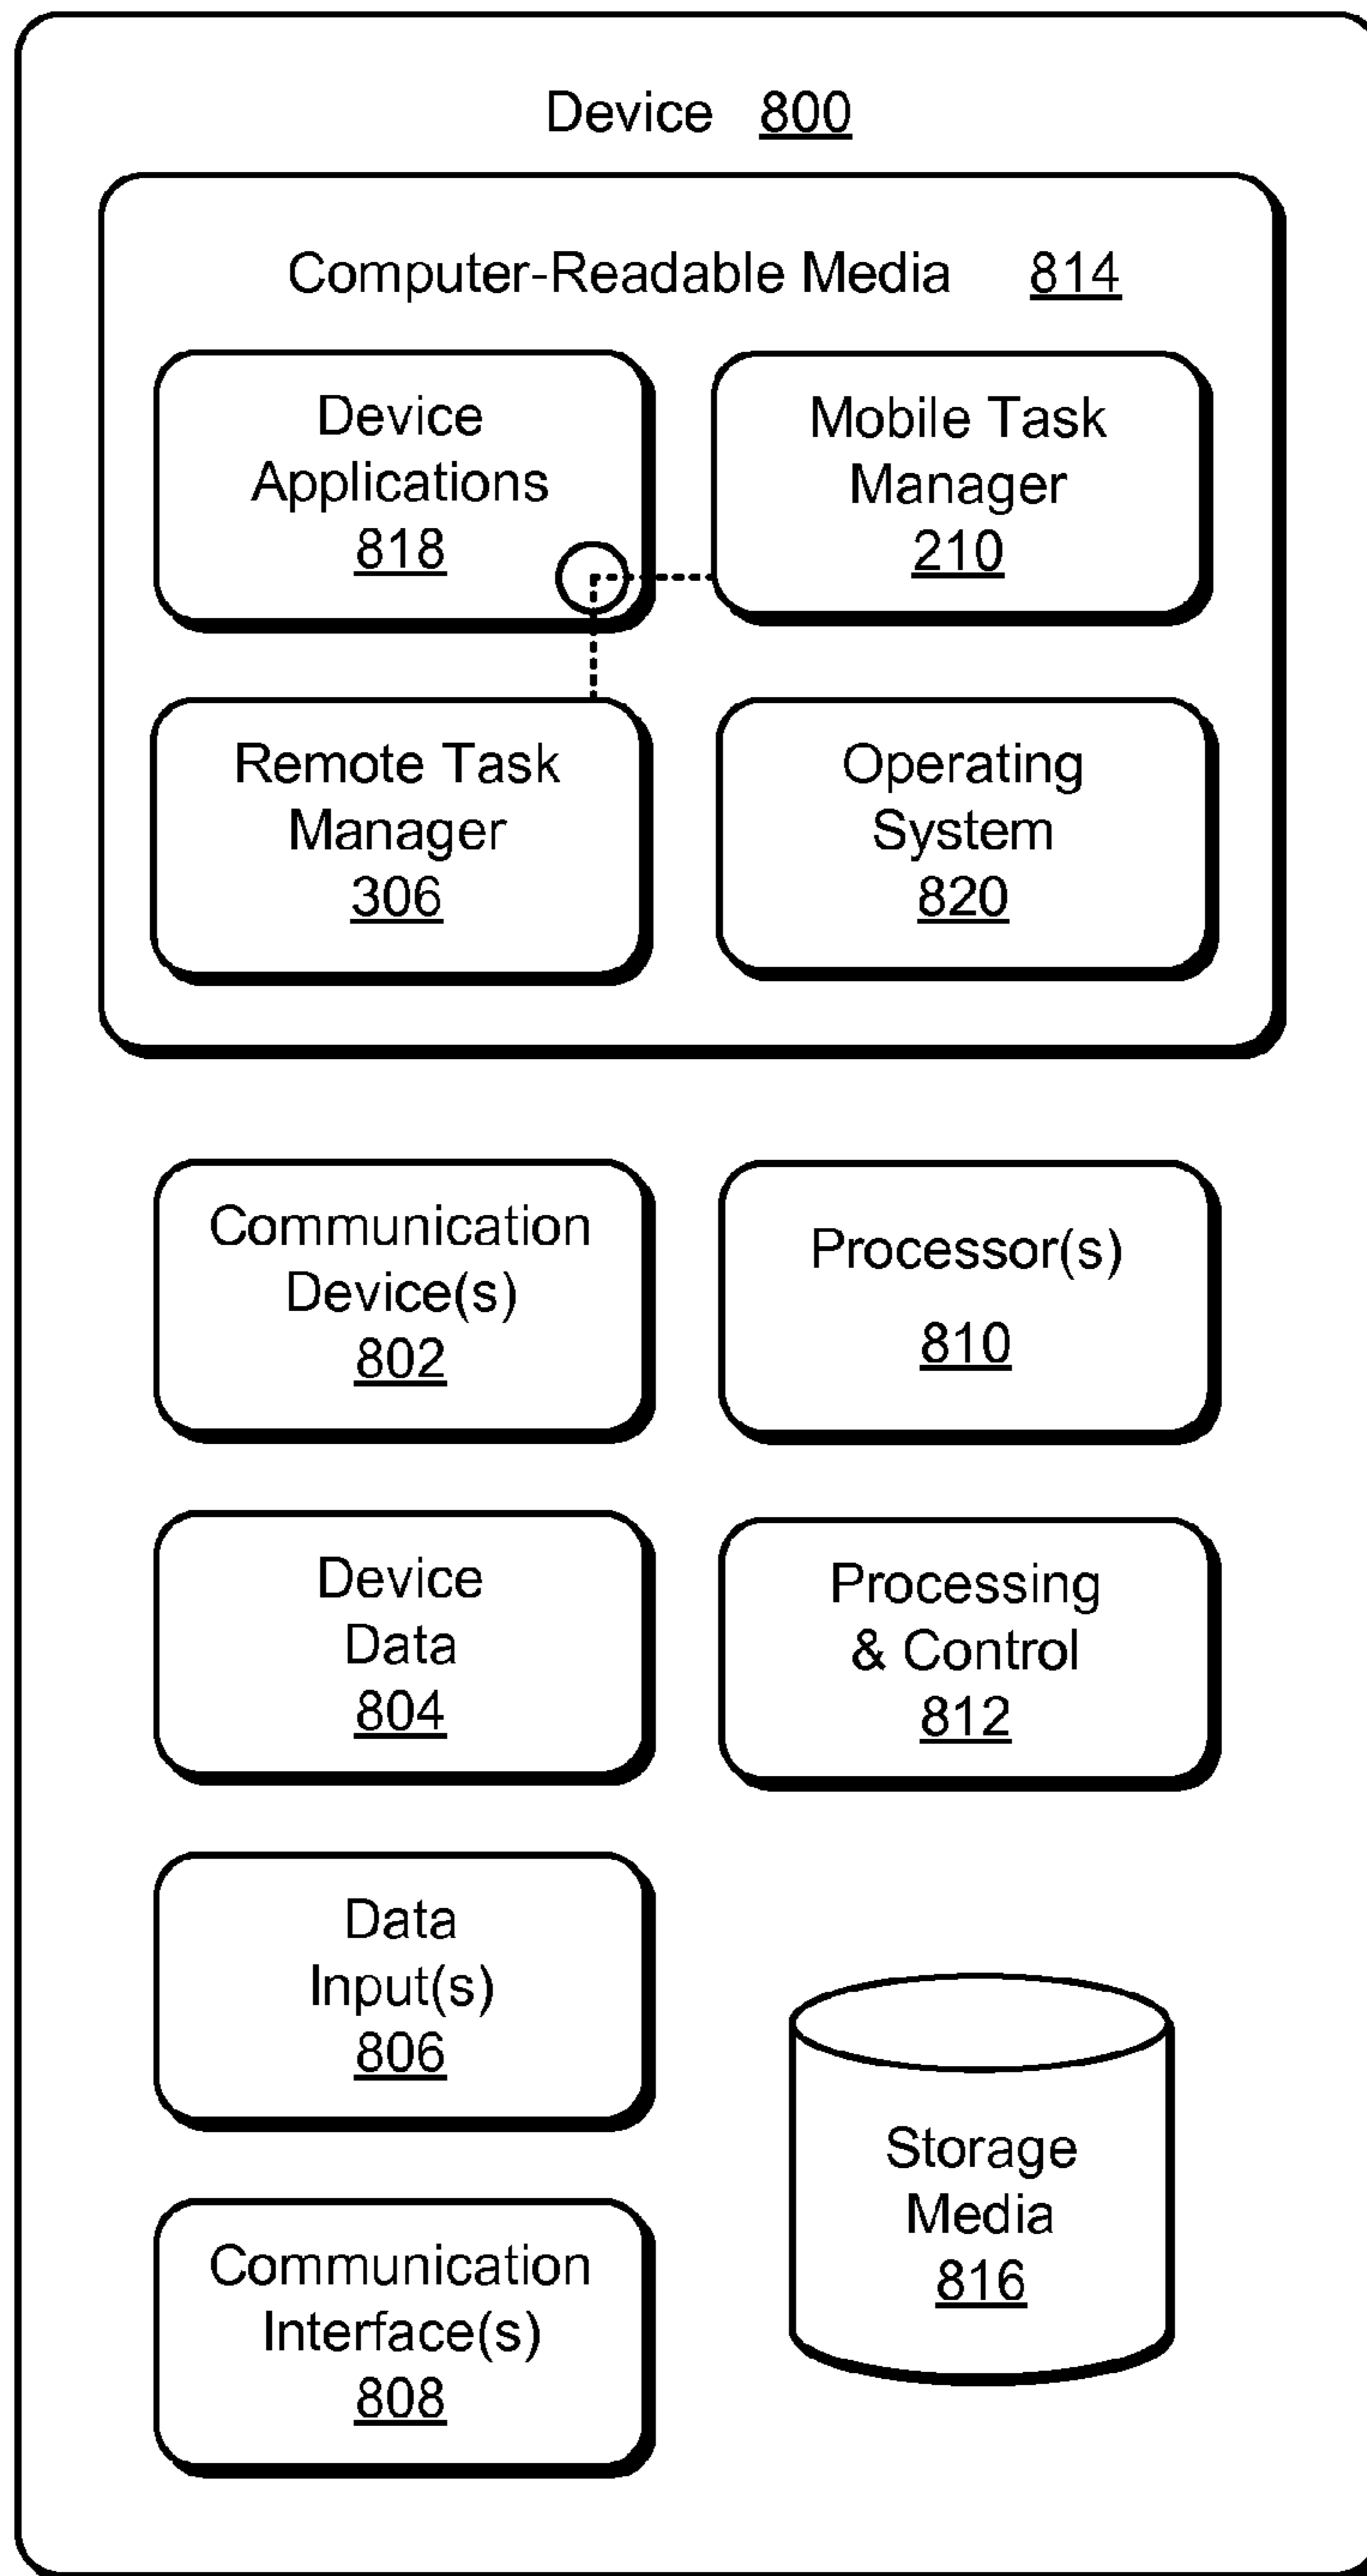 Device 800
Computer-Readable Media 814
Device
Applications
818
Mobile Task
Manager
210
Remote Task
Manager
306
Operating
System
820
Communication
Device(s)
802
Processor(s)
810
Device
Data
804
Processing
& Control
812
Data
Input(s)
806
Storage
Media
816
Communication
Interface(s)
808